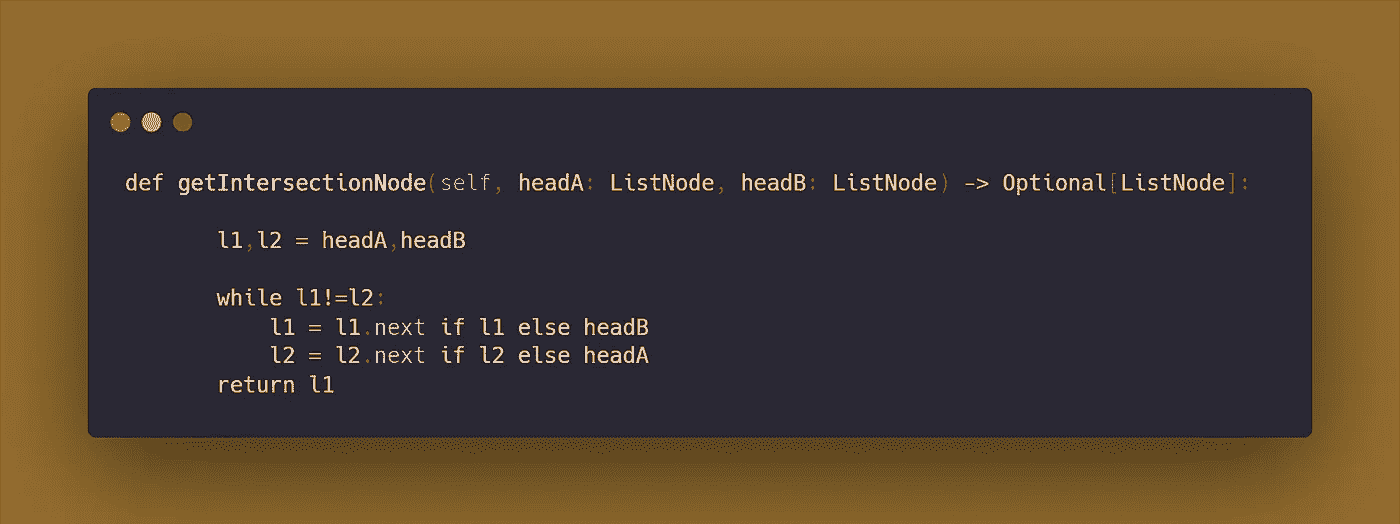 def getIntersectionNode(self, headA: ListNode, headB: ListNode) -> Optional[ListNode]:
l1,l2 = headA,headB
while l1!=l2:
l1 = l1.next if l1 else headB
l2 = l2.next if l2 else headA
return l1